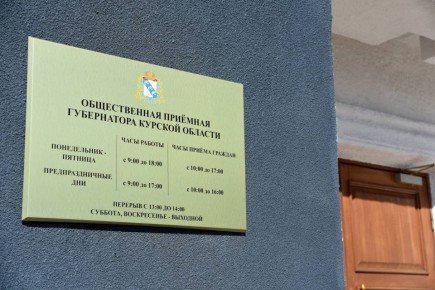 ОБЩЕСТВЕННАЯ ПРИЁМНАЯ
ГУБЕРНАТОРА КУРСКОЙ ОБЛАСТИ
ЧАСЫ РАБОТЫ ЧАСЫ ПРИЁМА ГРАЖДАН
ПОНЕДЕЛЬНИК -
ПЯТНИЦА с 9:00 до 18:00 с 10:00 до 17:00
ПРЕДПРАЗДНИЧНЫЕ
ДНИ с 9:00 до 17:00 с 10:00 до 16:00
ПЕРЕРЫВ С 13:00 ДО 14:00
СУББОТА, ВОСКРЕСЕНЬЕ - ВЫХОДНОЙ